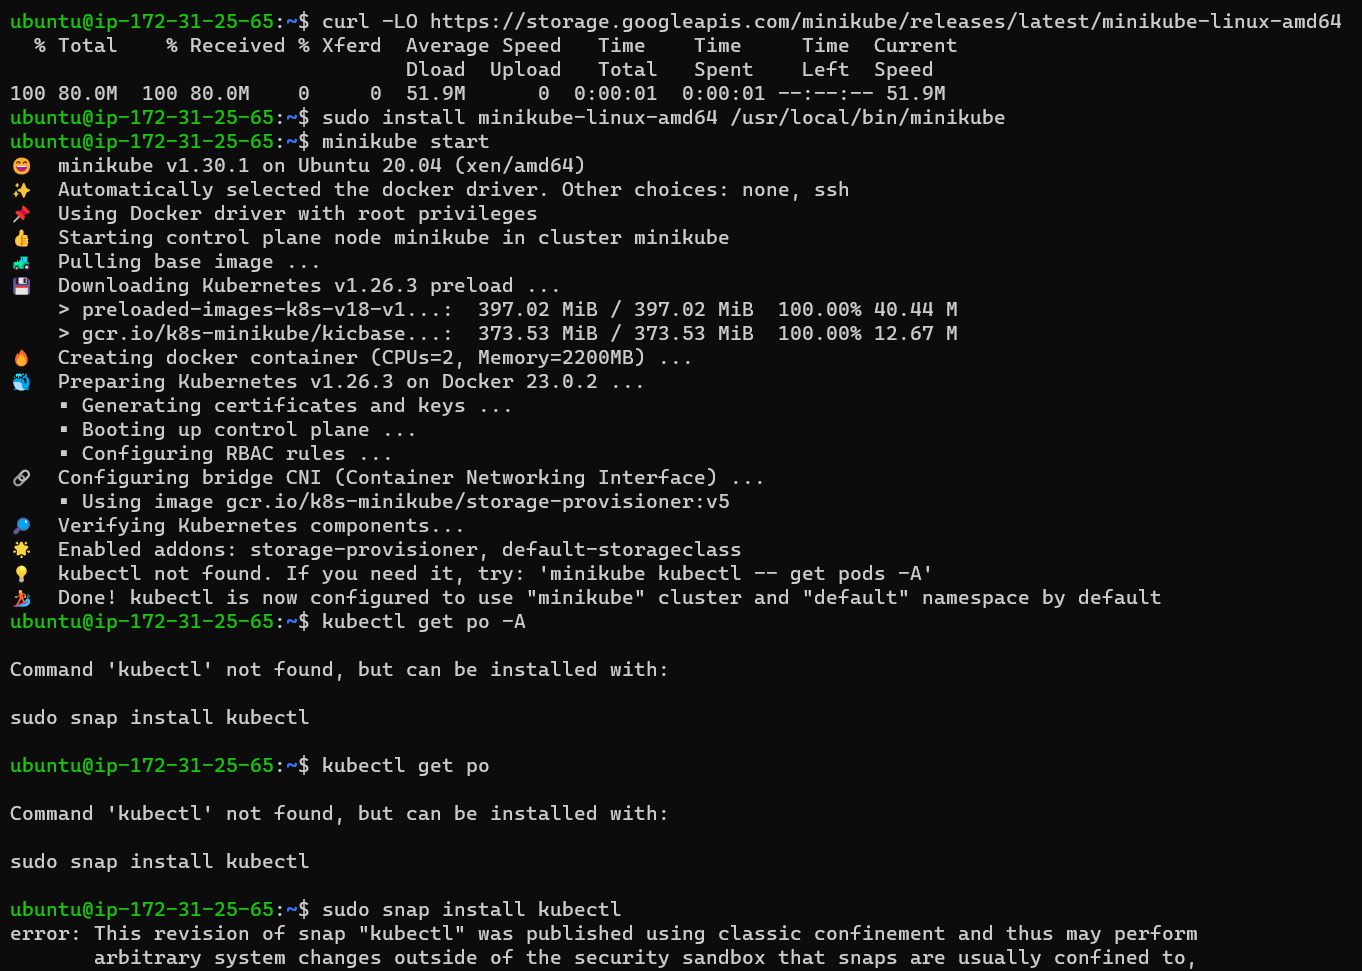 ubuntu@ip-172-31-25-65:~$ curl -LO https://storage.googleapis.com/minikube/releases/latest/minikube-linux-amd64
% Total % Received % Xferd Average Speed Time Time Time Current
Dload Upload Total Spent Left Speed
100 80.0M 100 80.0M 0 0 51.9M 0 0:00:01 0:00:01 --:--:-- 51.9M
ubuntu@ip-172-31-25-65:~$ sudo install minikube-linux-amd64 /usr/local/bin/minikube
ubuntu@ip-172-31-25-65:~$ minikube start
😄 minikube v1.30.1 on Ubuntu 20.04 (xen/amd64)
✨ Automatically selected the docker driver. Other choices: none, ssh
📌 Using Docker driver with root privileges
👍 Starting control plane node minikube in cluster minikube
🚜 Pulling base image ...
💾 Downloading Kubernetes v1.26.3 preload ...
> preloaded-images-k8s-v18-v1...: 397.02 MiB / 397.02 MiB 100.00% 40.44 M
> gcr.io/k8s-minikube/kicbase...: 373.53 MiB / 373.53 MiB 100.00% 12.67 M
🔥 Creating docker container (CPUs=2, Memory=2200MB) ...
🐳 Preparing Kubernetes v1.26.3 on Docker 23.0.2 ...
▪ Generating certificates and keys ...
▪ Booting up control plane ...
▪ Configuring RBAC rules ...
🔗 Configuring bridge CNI (Container Networking Interface) ...
▪ Using image gcr.io/k8s-minikube/storage-provisioner:v5
🔎 Verifying Kubernetes components...
🌟 Enabled addons: storage-provisioner, default-storageclass
💡 kubectl not found. If you need it, try: 'minikube kubectl -- get pods -A'
🏄 Done! kubectl is now configured to use "minikube" cluster and "default" namespace by default
ubuntu@ip-172-31-25-65:~$ kubectl get po -A
Command 'kubectl' not found, but can be installed with:
sudo snap install kubectl
ubuntu@ip-172-31-25-65:~$ kubectl get po
Command 'kubectl' not found, but can be installed with:
sudo snap install kubectl
ubuntu@ip-172-31-25-65:~$ sudo snap install kubectl
error: This revision of snap "kubectl" was published using classic confinement and thus may perform
arbitrary system changes outside of the security sandbox that snaps are usually confined to,